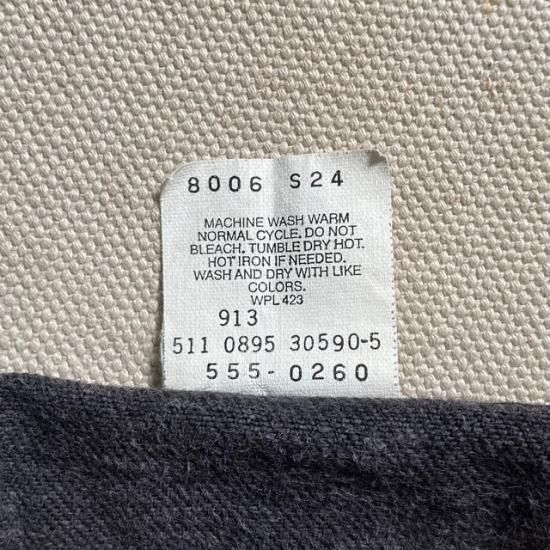 8006 S24
MACHINE WASH WARM
NORMAL CYCLE. DO NOT
BLEACH. TUMBLE DRY HOT.
HOT IRON IF NEEDED.
WASH AND DRY WITH LIKE
COLORS.
WPL 423
913
511 0895 30590-5
555-0260